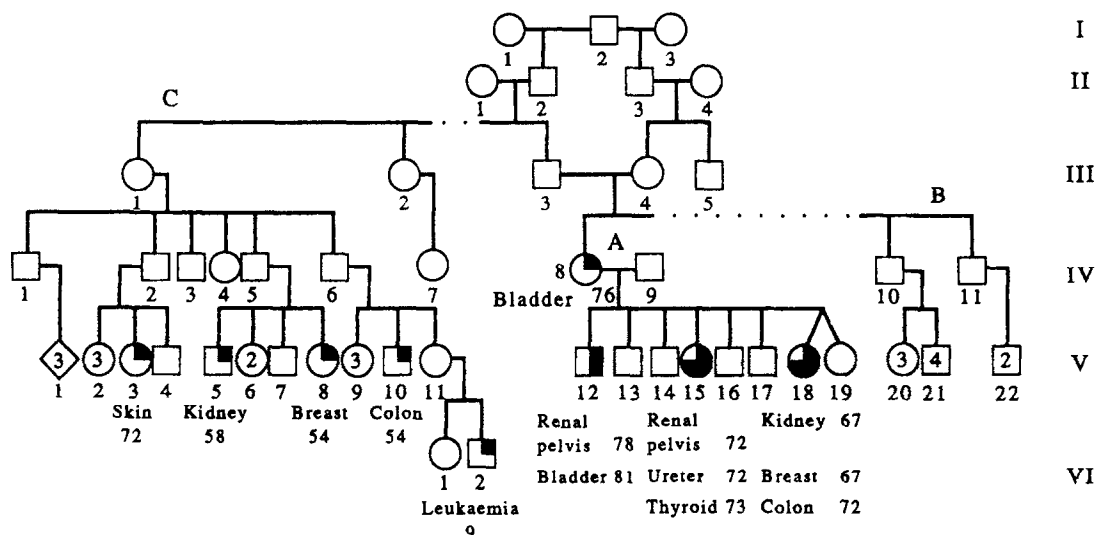 I
1 2 3
II
1 2 3 4
C
III
1 2 3 4 5
B
A
8
IV
1 2 3 4 5 6 7 Bladder 76 9 10 11
3 3 2 3 3 4 2
V
1 2 3 4 5 6 7 8 9 10 11 12 13 14 15 16 17 18 19 20 21 22
Skin Kidney Breast Colon
72 58 54 54
Renal Renal Kidney 67
pelvis 78 pelvis 72
VI
1 2
Bladder 81 Ureter 72 Breast 67
Leukaemia Thyroid 73 Colon 72
9